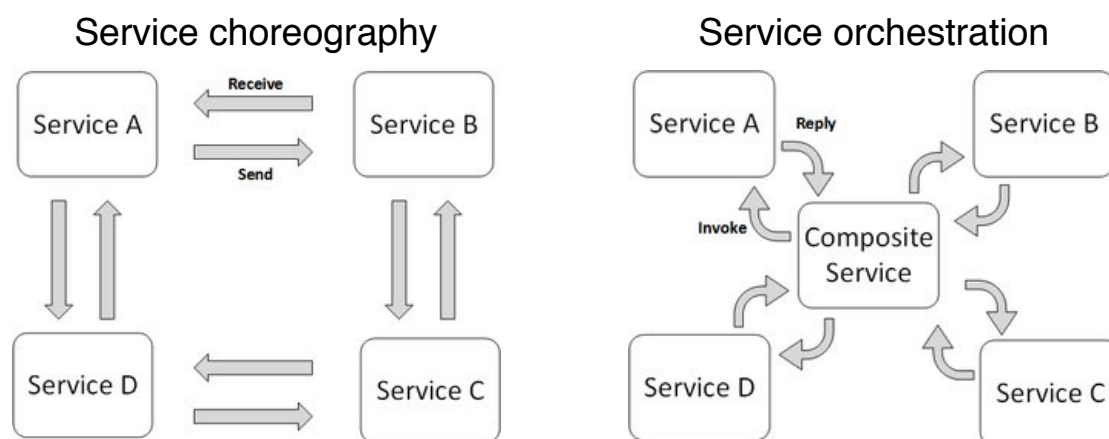 Service choreography
Service A
Receive
Send
Service B
Service D
Service C
Service orchestration
Service A
Reply
Service B
Invoke
Composite
Service
Service D
Service C